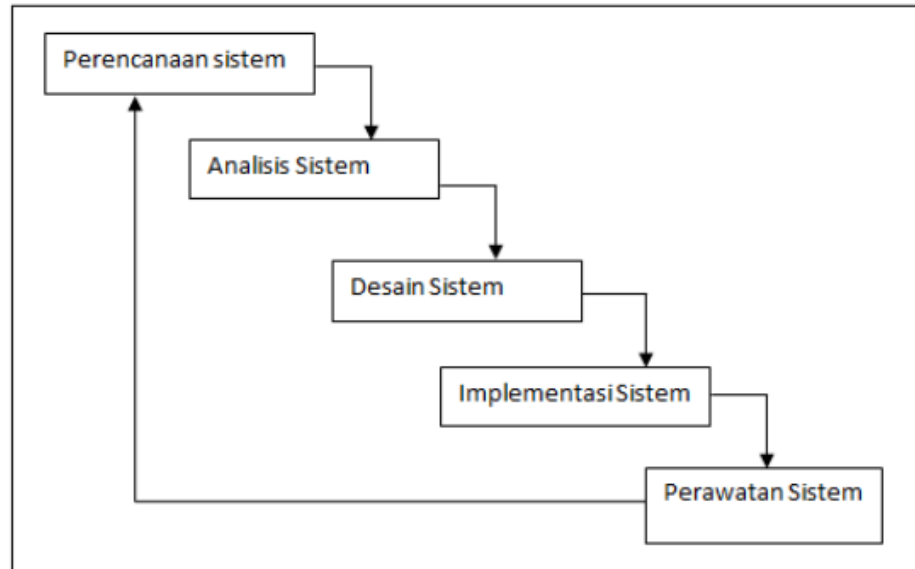 Perencanaan sistem
Analisis Sistem
Desain Sistem
Implementasi Sistem
Perawatan Sistem